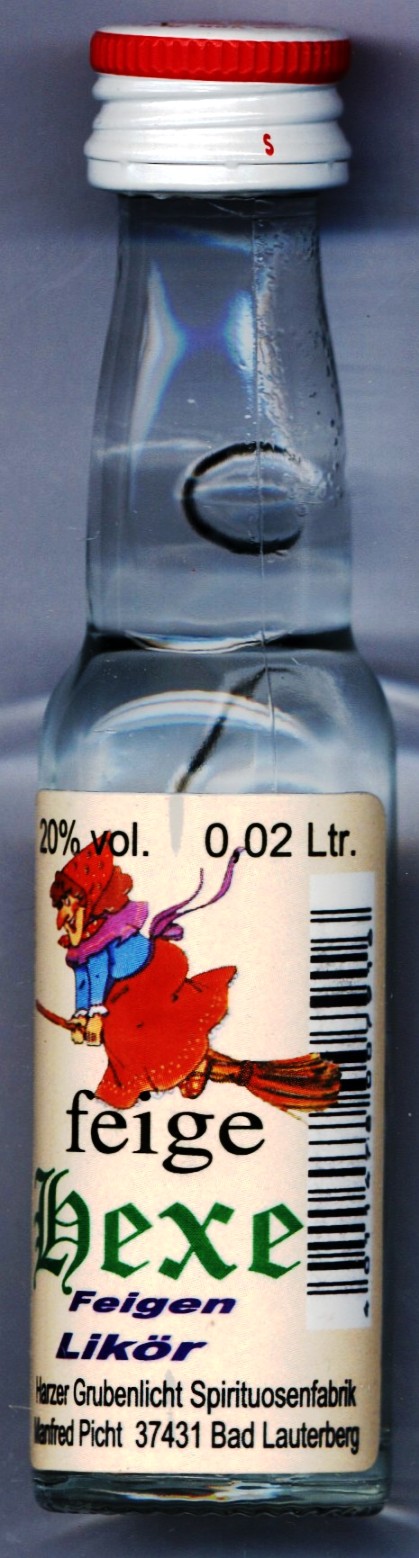 S
20% vol. 0,02 Ltr.
feige
Hexe
Feigen
Likör
Harzer Grubenlicht Spirituosenfabrik
Manfred Picht 37431 Bad Lauterberg